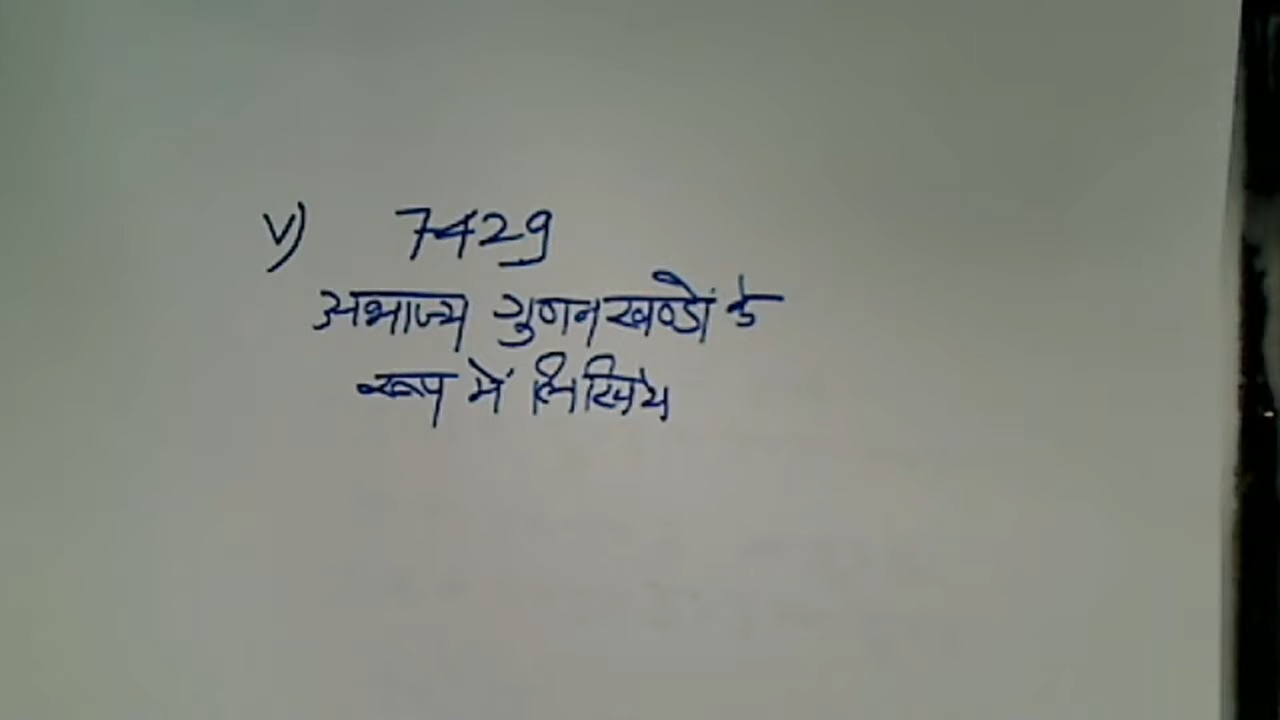 v) 7429
अभाज्य गुणनखण्डों के
रूप में लिखिये